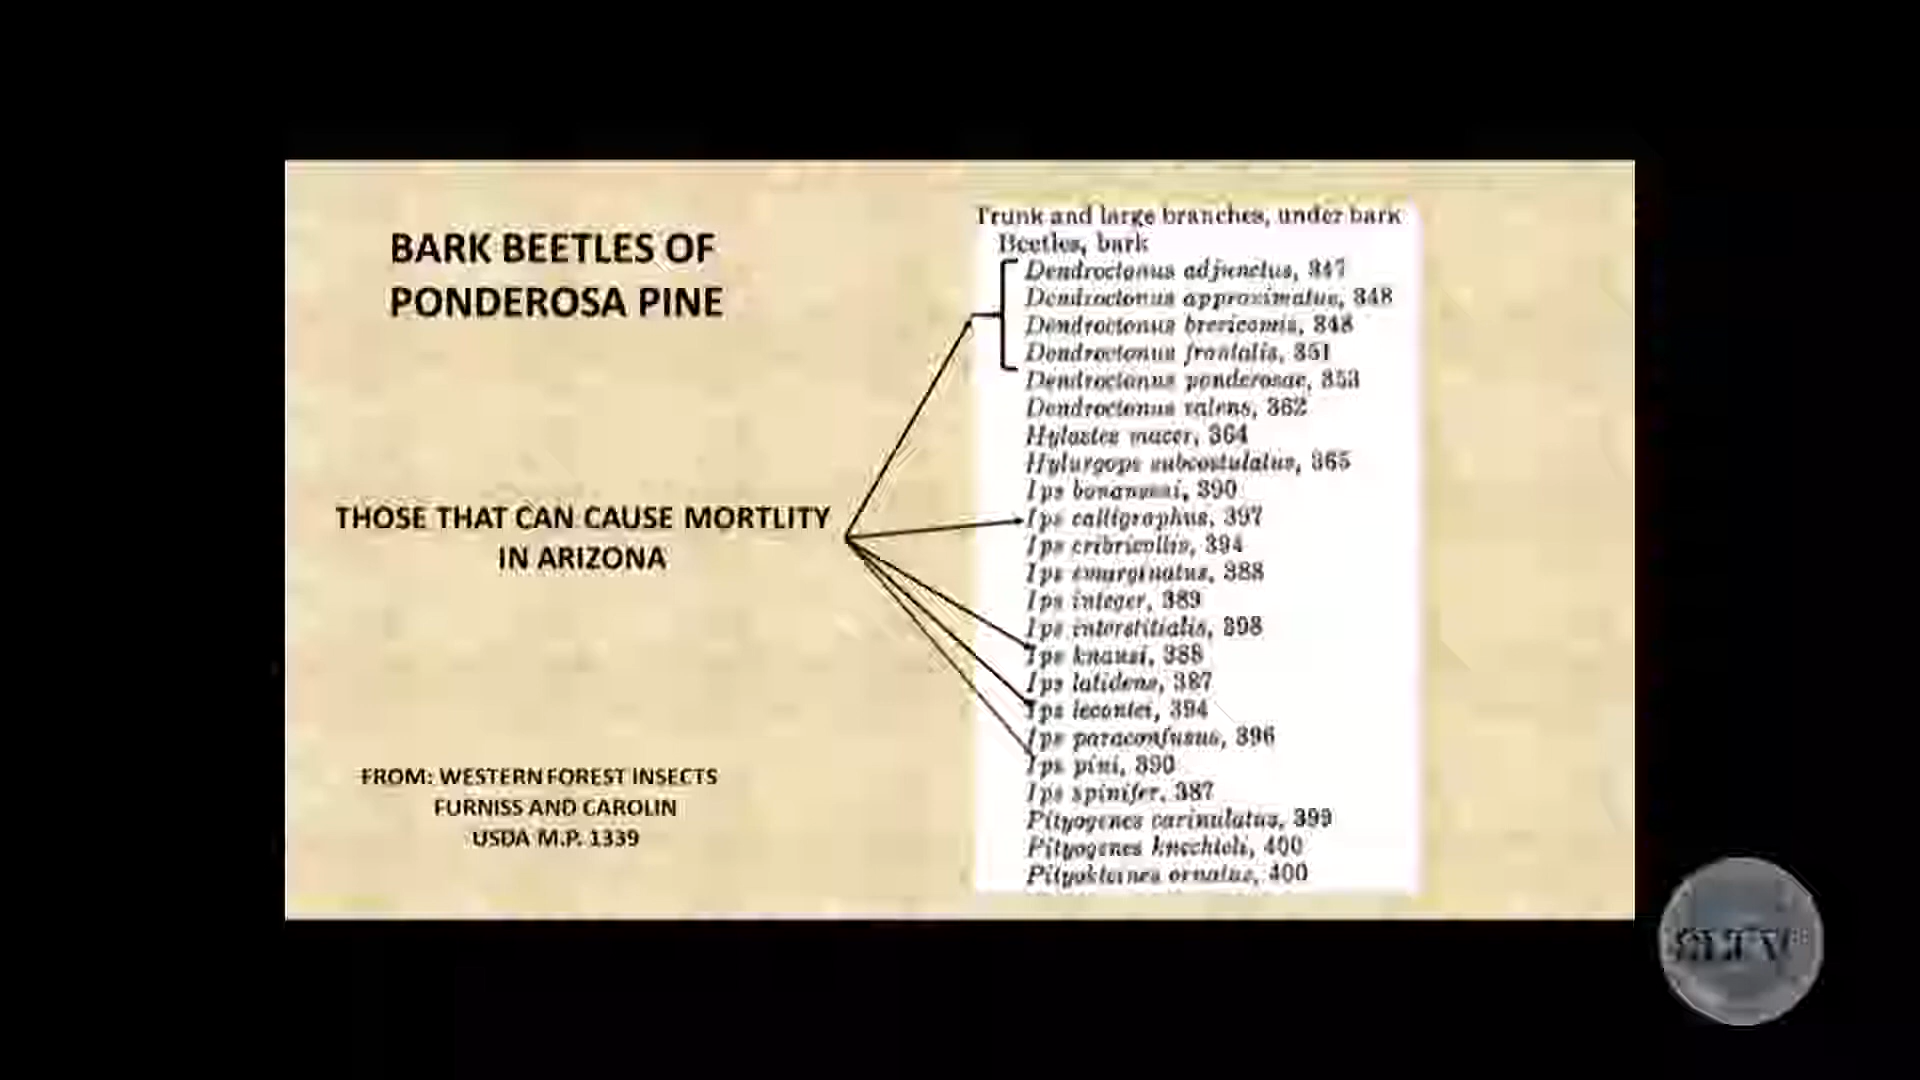 BARK BEETLES OF
PONDEROSA PINE
THOSE THAT CAN CAUSE MORTLITY
IN ARIZONA
FROM: WESTERN FOREST INSECTS
FURNISS AND CAROLIN
USDA M.P. 1339
Trunk and large branches, under bark
Beetles, bark
Dendroctonus adjunctus, 347
Dendroctonus approximatus, 348
Dendroctonus brevicomis, 348
Dendroctonus frontalis, 351
Dendroctonus ponderosae, 353
Dendroctonus valens, 362
Hylastes macer, 364
Hylurgops subcostulatus, 365
Ips bonanseai, 390
Ips calligraphus, 397
Ips cribricollis, 394
Ips emarginatus, 388
Ips integer, 389
Ips interstitialis, 398
Ips knausi, 388
Ips latidens, 387
Ips lecontei, 394
Ips paraconfusus, 396
Ips pini, 390
Ips spinifer, 387
Pityogenes carinulatus, 399
Pityogenes knechteli, 400
Pityokteines ornatus, 400